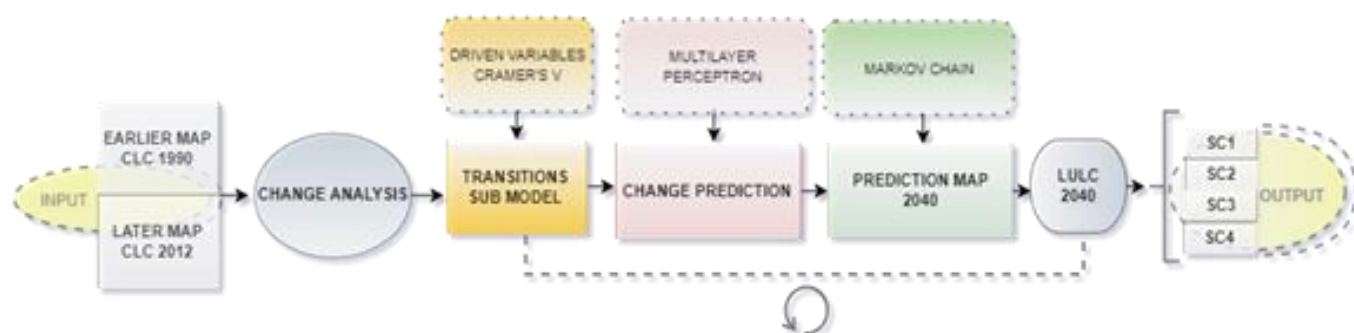 DRIVEN VARIABLES
CRAMER'S V
MULTILAYER
PERCEPTRON
MARKOV CHAIN
INPUT
EARLIER MAP
CLC 1990
LATER MAP
CLC 2012
CHANGE ANALYSIS
TRANSITIONS
SUB MODEL
CHANGE PREDICTION
PREDICTION MAP
2040
LULC
2040
SC1
SC2
SC3
SC4
OUTPUT